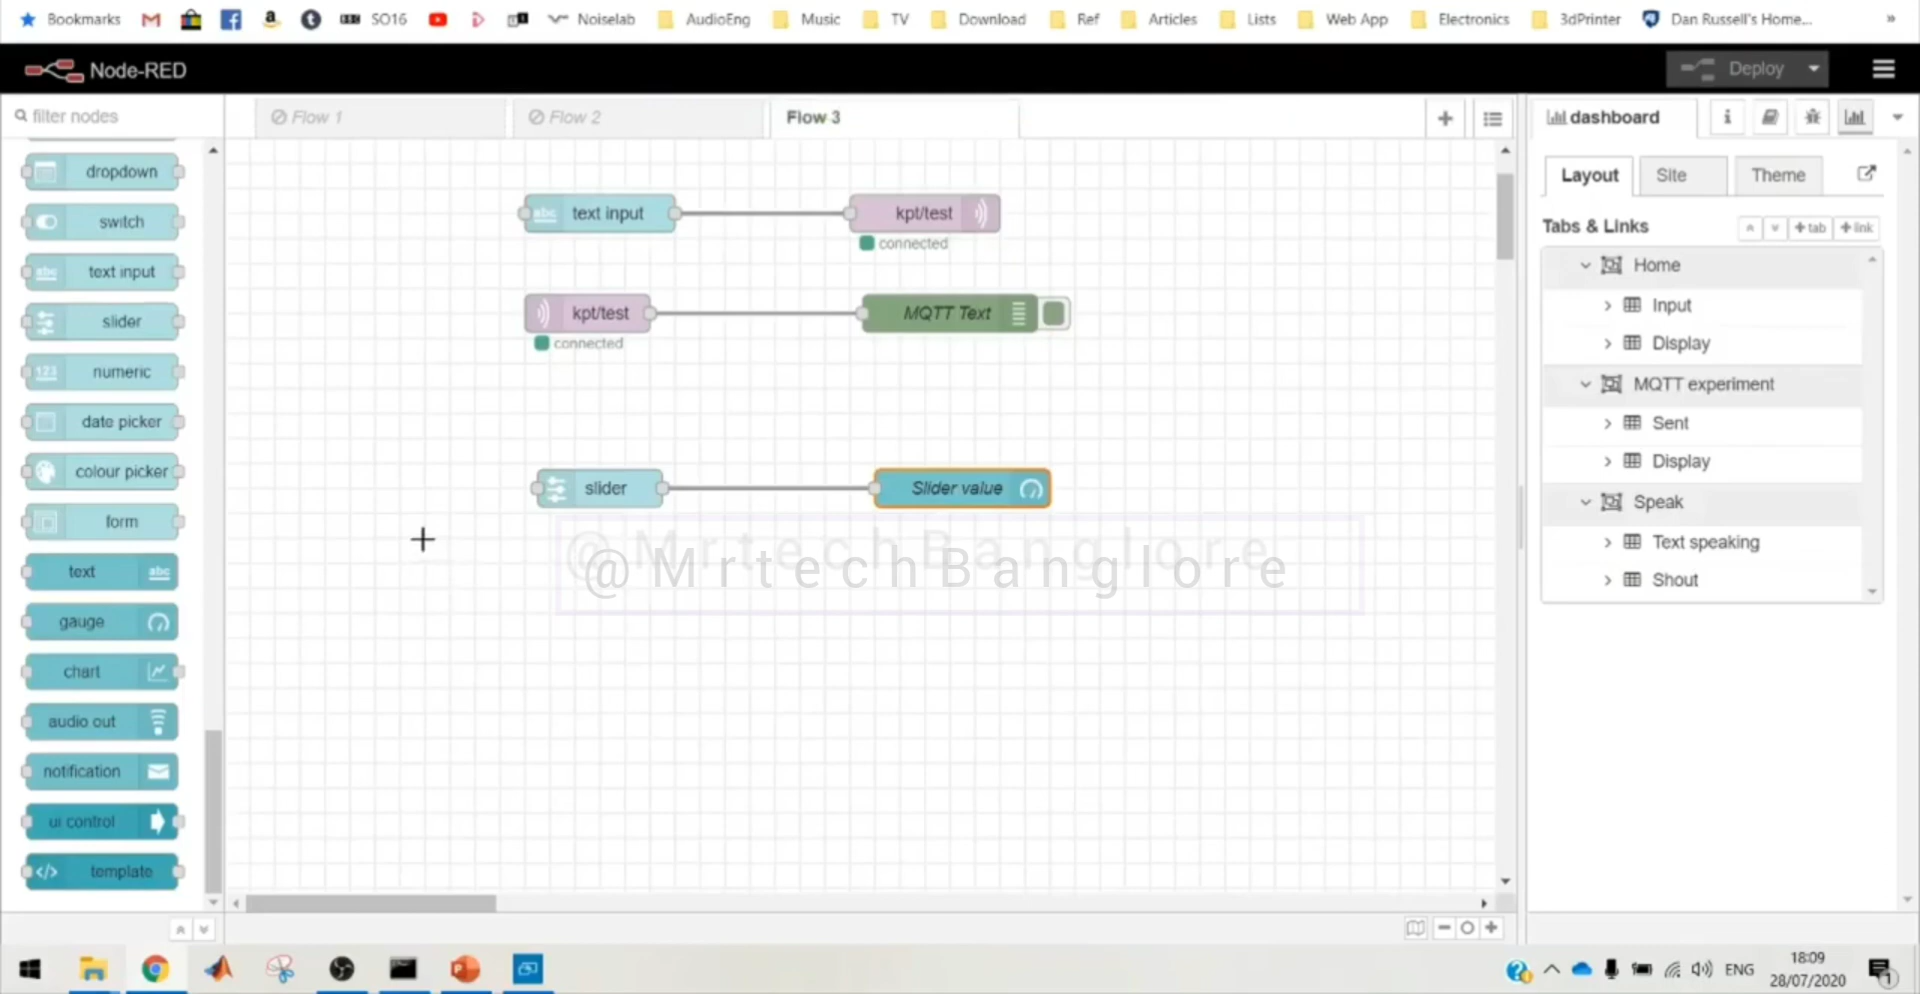 Bookmarks SO16 Noiselab AudioEng Music TV Download Ref Articles Lists Web App Electronics 3dPrinter Dan Russell's Home... »
Node-RED Deploy
filter nodes
Flow 1 Flow 2 Flow 3
dashboard
dropdown
switch
text input
slider
numeric
date picker
colour picker
form
text
gauge
chart
audio out
notification
ui control
template
abc text input kpt/test
connected
kpt/test MQTT Text
connected
slider Slider value
@MrtechBanglore
@MrtechBanglore
Layout Site Theme
Tabs & Links +tab +link
Home
Input
Display
MQTT experiment
Sent
Display
Speak
Text speaking
Shout
ENG 18:09
28/07/2020 1